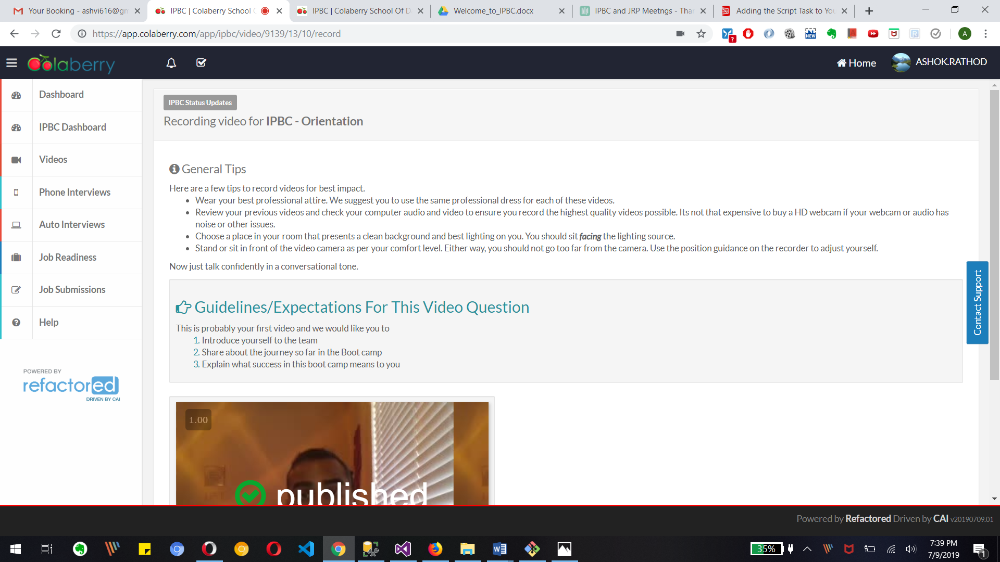 Your Booking - ashvi616@gm
IPBC | Colaberry School O
IPBC | Colaberry School Of D
Welcome_to_IPBC.docx
IPBC and JRP Meetngs - Than
Adding the Script Task to You
https://app.colaberry.com/app/ipbc/video/9139/13/10/record
?
NEW
A
Colaberry
Home
ASHOK.RATHOD
Dashboard
IPBC Dashboard
Videos
Phone Interviews
Auto Interviews
Job Readiness
Job Submissions
Help
POWERED BY
refactored
DRIVEN BY CAI
IPBC Status Updates
Recording video for IPBC - Orientation
General Tips
Here are a few tips to record videos for best impact.
Wear your best professional attire. We suggest you to use the same professional dress for each of these videos.
Review your previous videos and check your computer audio and video to ensure you record the highest quality videos possible. Its not that expensive to buy a HD webcam if your webcam or audio has
noise or other issues.
Choose a place in your room that presents a clean background and best lighting on you. You should sit facing the lighting source.
Stand or sit in front of the video camera as per your comfort level. Either way, you should not go too far from the camera. Use the position guidance on the recorder to adjust yourself.
Now just talk confidently in a conversational tone.
Guidelines/Expectations For This Video Question
This is probably your first video and we would like you to
1. Introduce yourself to the team
2. Share about the journey so far in the Boot camp
3. Explain what success in this boot camp means to you
1.00
published
Contact Support
Powered by Refactored Driven by CAI v20190709.01
35%
7:39 PM
7/9/2019
1